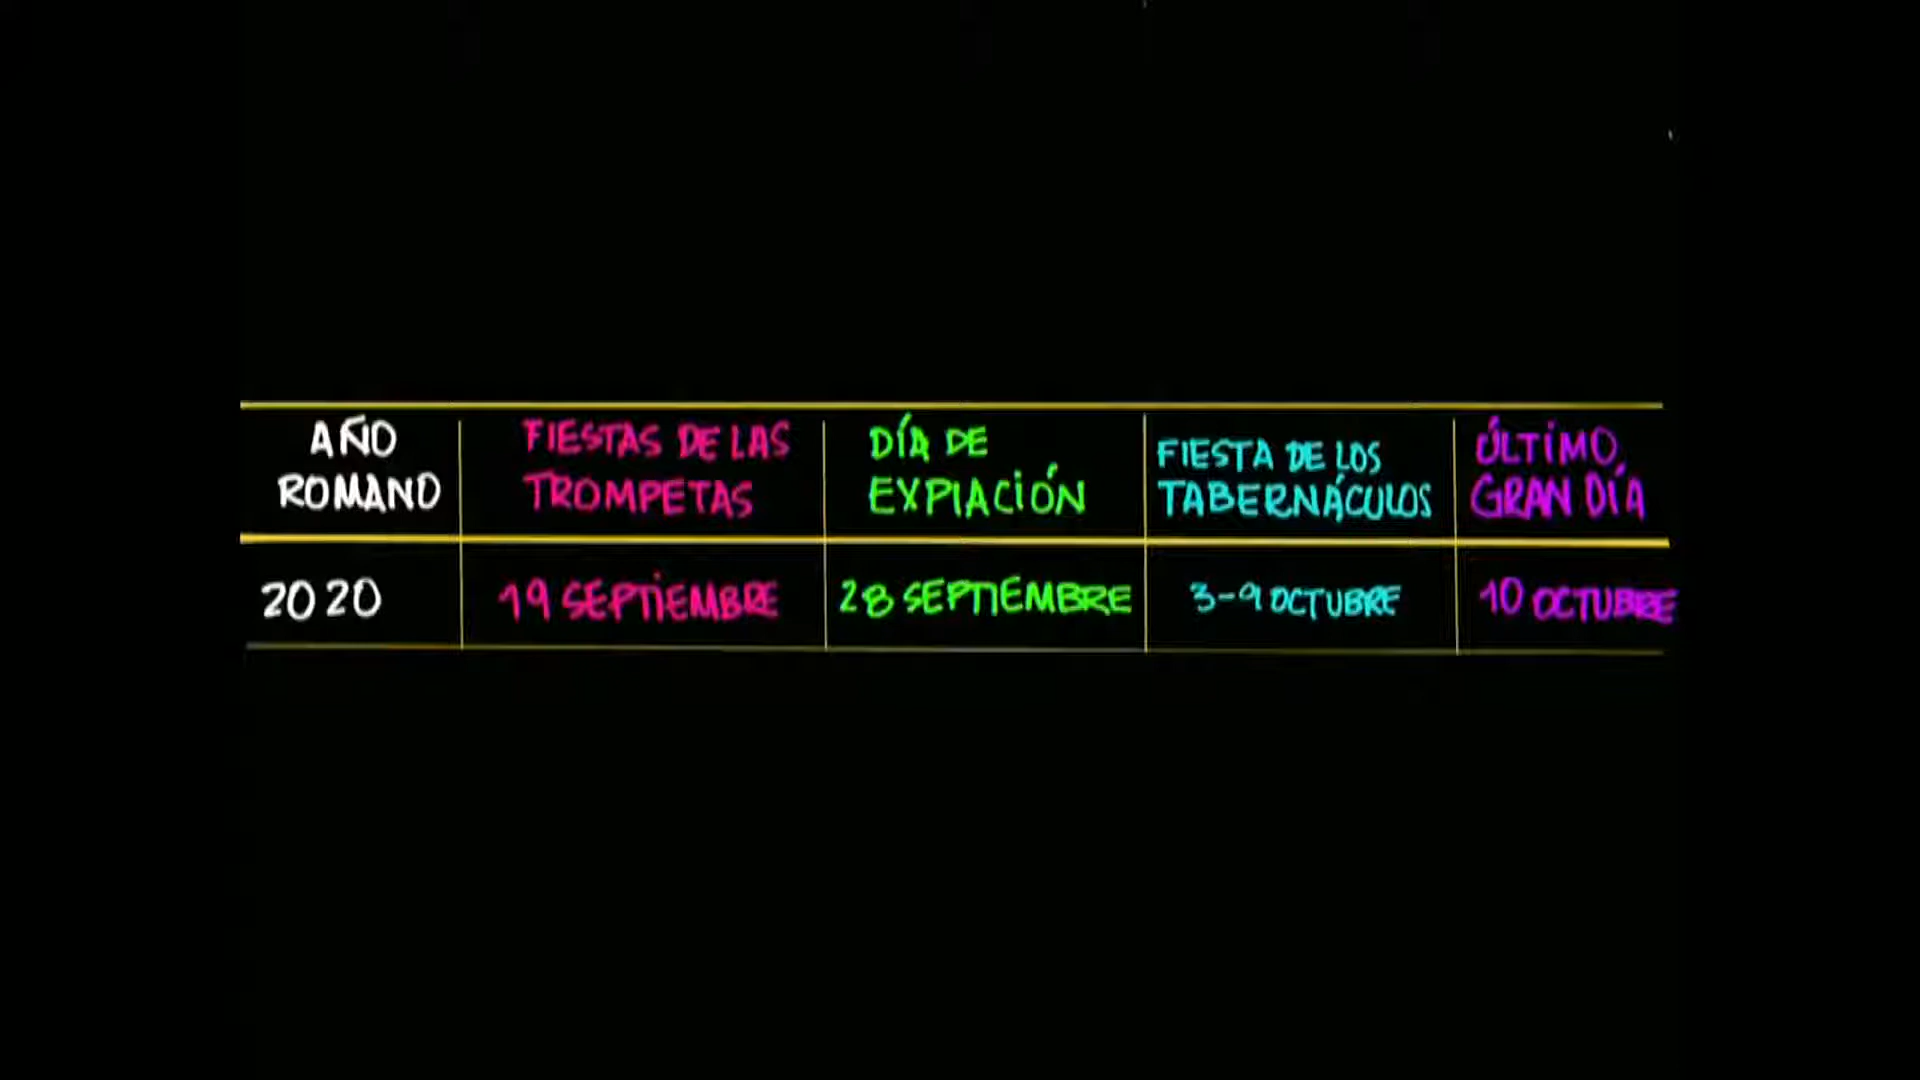 AÑO
ROMANO
FIESTAS DE LAS
TROMPETAS
DÍA DE
EXPIACIÓN
FIESTA DE LOS
TABERNÁCULOS
ÚLTIMO
GRAN DÍA
2020
19 SEPTIEMBRE
28 SEPTIEMBRE
3-9 OCTUBRE
10 OCTUBRE